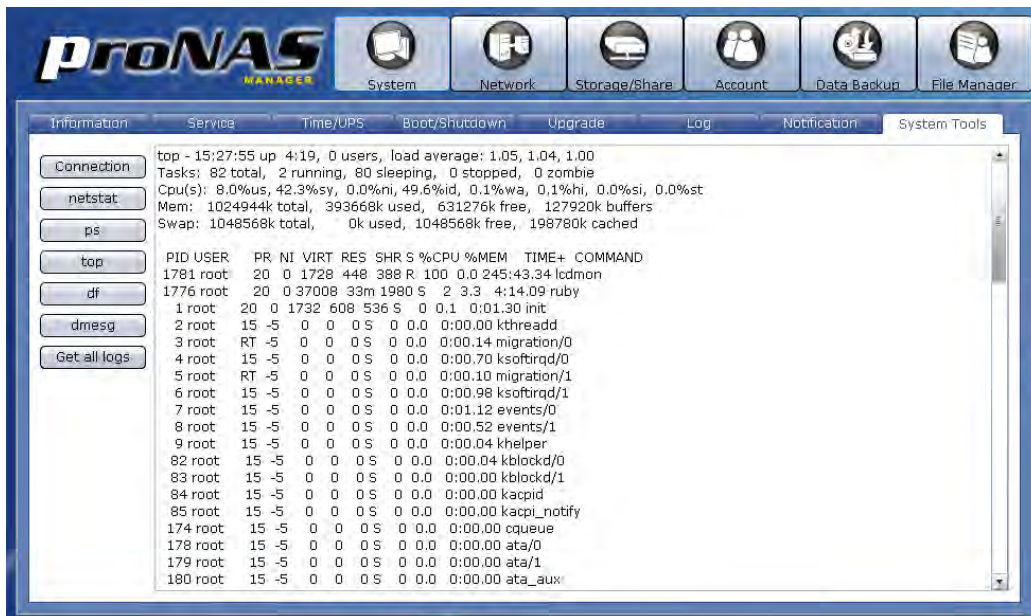 proNAS
MANAGER
System
Network
Storage/Share
Account
Data Backup
File Manager
Information
Service
Time/UPS
Boot/Shutdown
Upgrade
Log
Notification
System Tools
Connection
netstat
ps
top
df
dmesg
Get all logs
top - 15:27:55 up 4:19, 0 users, load average: 1.05, 1.04, 1.00
Tasks: 82 total, 2 running, 80 sleeping, 0 stopped, 0 zombie
Cpu(s): 8.0%us, 42.3%sy, 0.0%ni, 49.6%id, 0.1%wa, 0.1%hi, 0.0%si, 0.0%st
Mem: 1024944k total, 393668k used, 631276k free, 127920k buffers
Swap: 1048568k total, 0k used, 1048568k free, 198780k cached
PID USER PR NI VIRT RES SHR S %CPU %MEM TIME+ COMMAND
1781 root 20 0 1728 448 388 R 100 0.0 245:43.34 lcdmon
1776 root 20 0 37008 33m 1980 S 2 3.3 4:14.09 ruby
1 root 20 0 1732 608 536 S 0 0.1 0:01.30 init
2 root 15 -5 0 0 0 S 0 0.0 0:00.00 kthreadd
3 root RT -5 0 0 0 S 0 0.0 0:00.14 migration/0
4 root 15 -5 0 0 0 S 0 0.0 0:00.70 ksoftirqd/0
5 root RT -5 0 0 0 S 0 0.0 0:00.10 migration/1
6 root 15 -5 0 0 0 S 0 0.0 0:00.98 ksoftirqd/1
7 root 15 -5 0 0 0 S 0 0.0 0:01.12 events/0
8 root 15 -5 0 0 0 S 0 0.0 0:00.52 events/1
9 root 15 -5 0 0 0 S 0 0.0 0:00.04 khelper
82 root 15 -5 0 0 0 S 0 0.0 0:00.04 kblockd/0
83 root 15 -5 0 0 0 S 0 0.0 0:00.00 kblockd/1
84 root 15 -5 0 0 0 S 0 0.0 0:00.00 kacpid
85 root 15 -5 0 0 0 S 0 0.0 0:00.00 kacpi_notify
174 root 15 -5 0 0 0 S 0 0.0 0:00.00 cqueue
178 root 15 -5 0 0 0 S 0 0.0 0:00.00 ata/0
179 root 15 -5 0 0 0 S 0 0.0 0:00.00 ata/1
180 root 15 -5 0 0 0 S 0 0.0 0:00.00 ata_aux